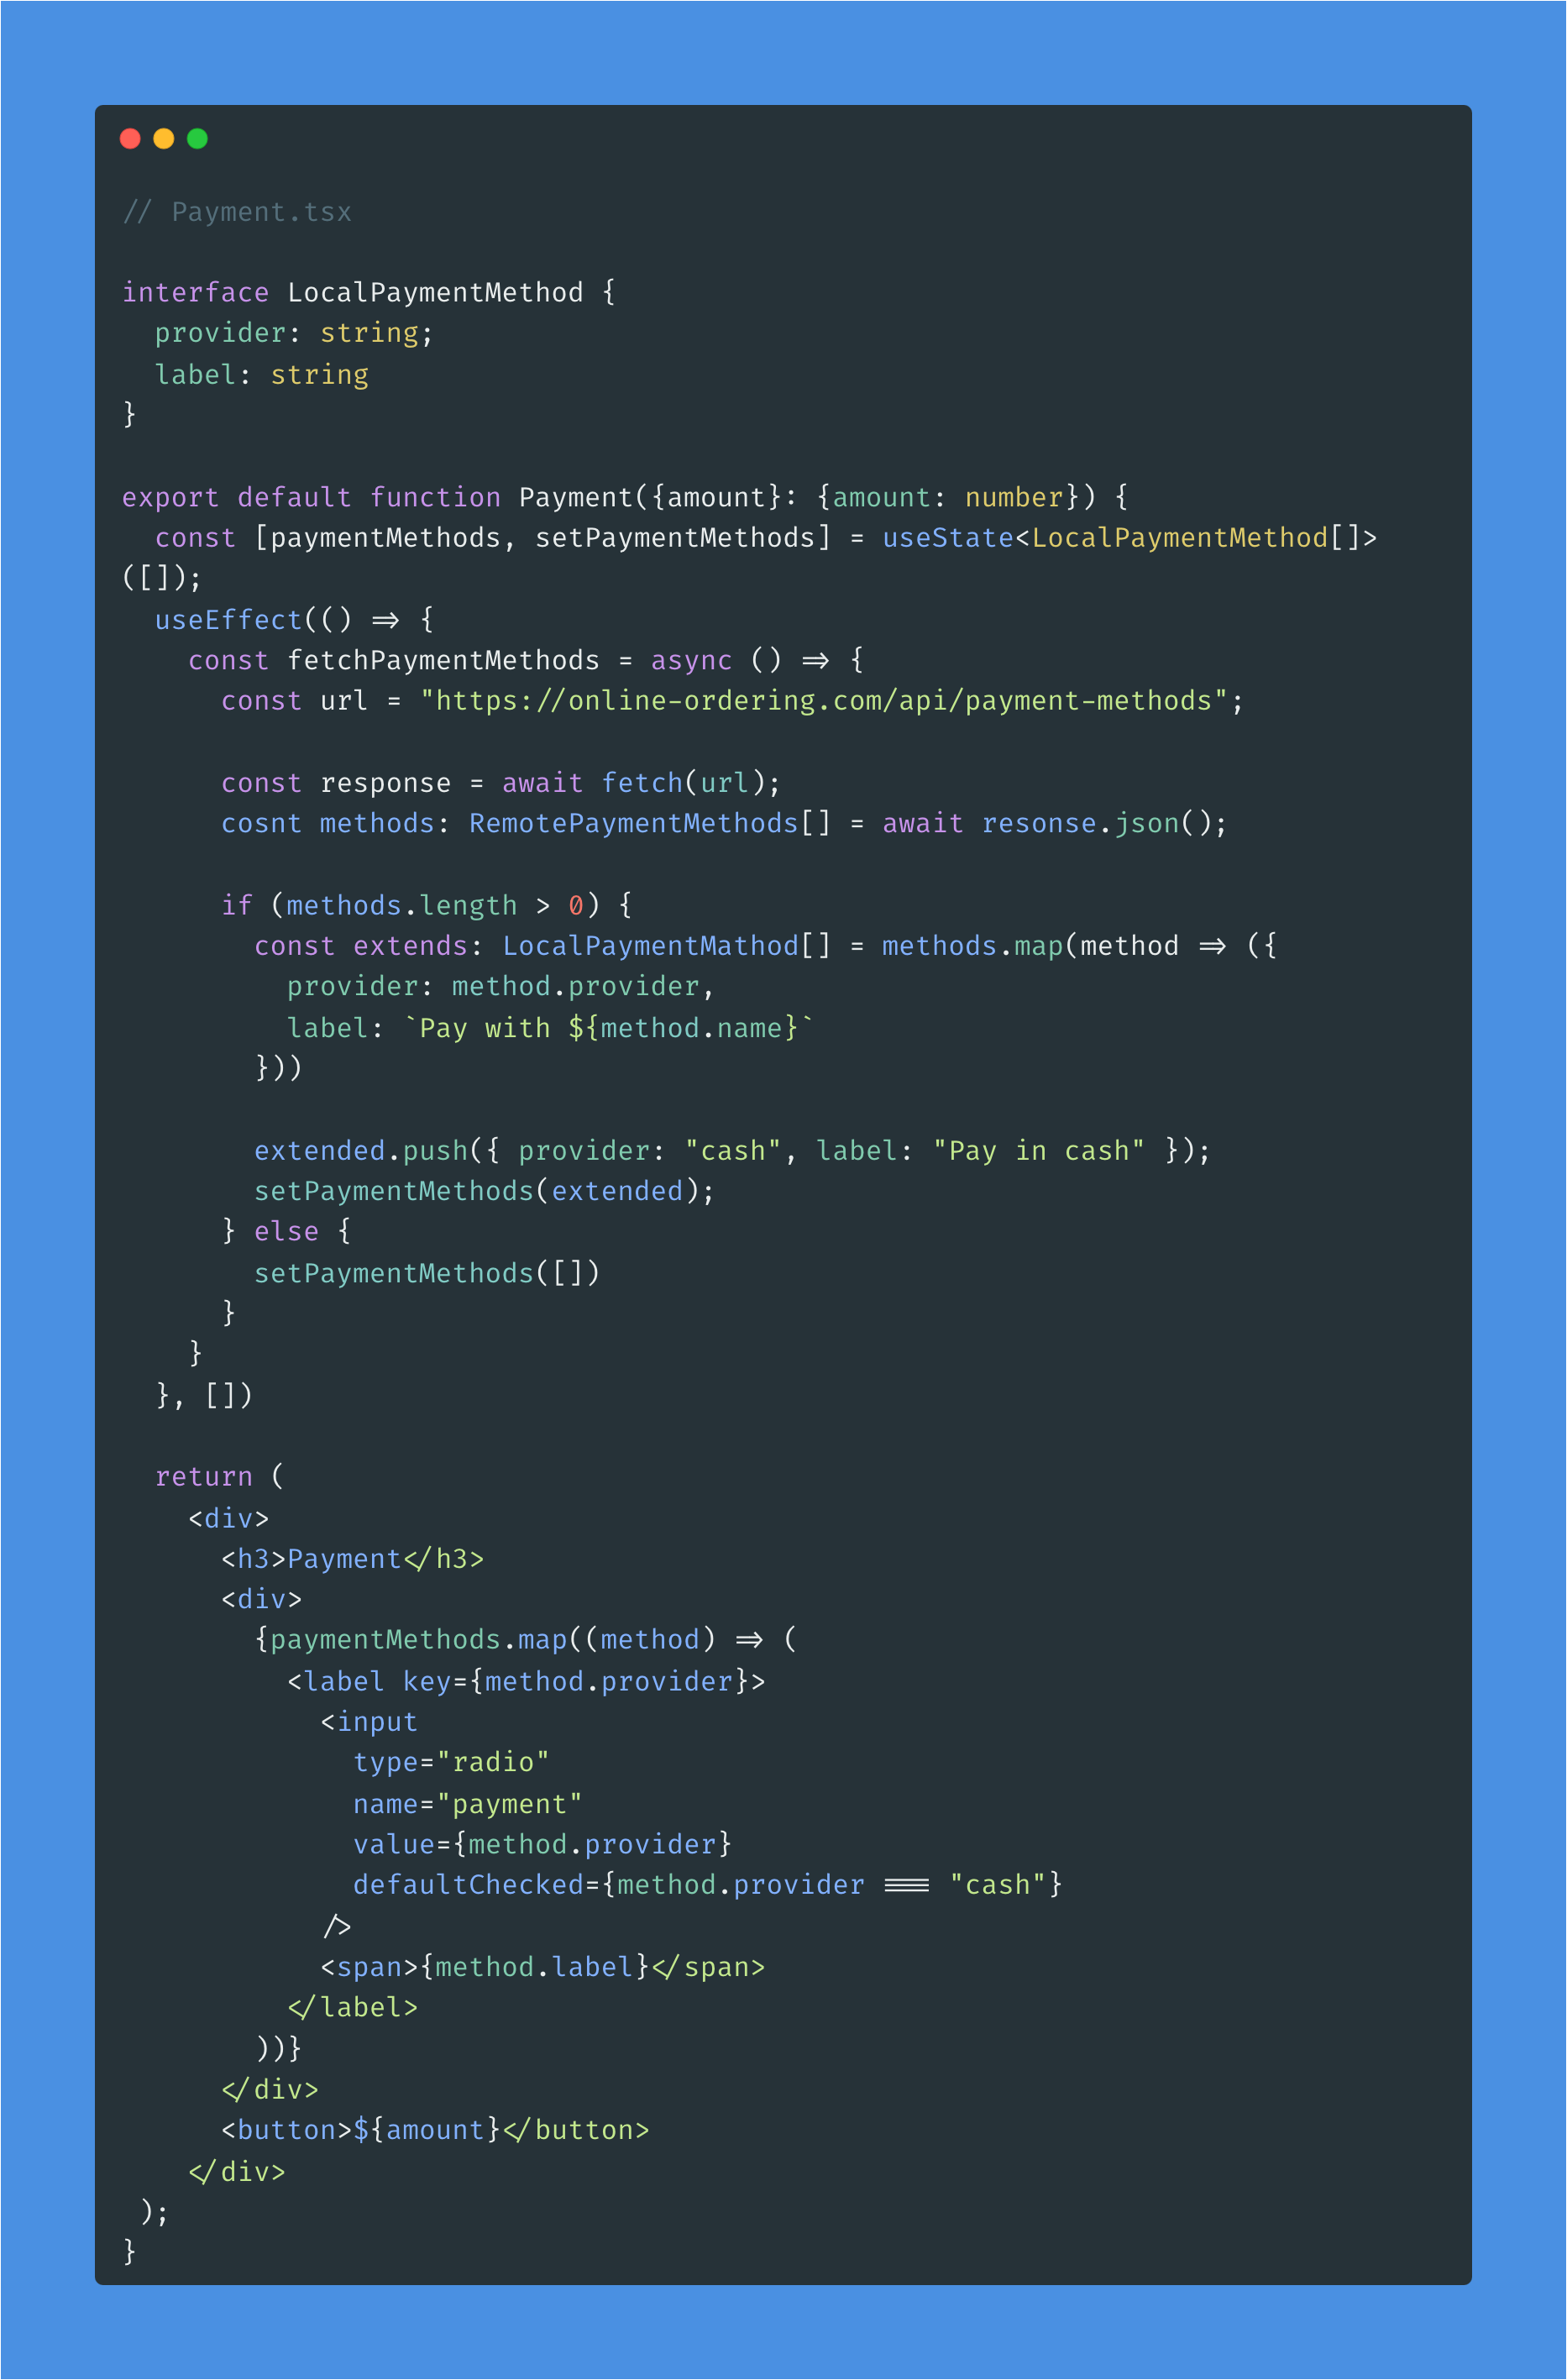 // Payment.tsx
interface LocalPaymentMethod {
  provider: string;
  label: string
}
export default function Payment({amount}: {amount: number}) {
  const [paymentMethods, setPaymentMethods] = useState<LocalPaymentMethod[]>
([]);
  useEffect(() => {
    const fetchPaymentMethods = async () => {
      const url = "https://online-ordering.com/api/payment-methods";
      const response = await fetch(url);
      cosnt methods: RemotePaymentMethods[] = await resonse.json();
      if (methods.length > 0) {
        const extends: LocalPaymentMathod[] = methods.map(method => ({
          provider: method.provider,
          label: `Pay with ${method.name}`
        }))
        extended.push({ provider: "cash", label: "Pay in cash" });
        setPaymentMethods(extended);
      } else {
        setPaymentMethods([])
      }
    }
  }, [])
  return (
    <div>
      <h3>Payment</h3>
      <div>
        {paymentMethods.map((method) => (
          <label key={method.provider}>
            <input
              type="radio"
              name="payment"
              value={method.provider}
              defaultChecked={method.provider === "cash"}
            />
            <span>{method.label}</span>
          </label>
        ))}
      </div>
      <button>${amount}</button>
    </div>
 );
}